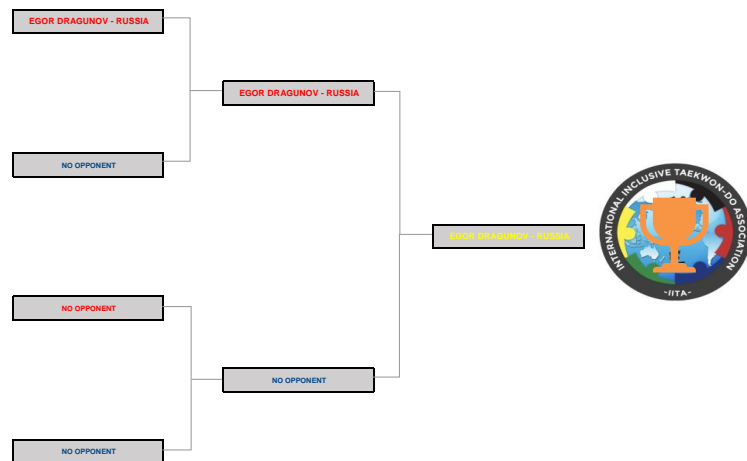 EGOR DRAGUNOV - RUSSIA
EGOR DRAGUNOV - RUSSIA
NO OPPONENT
EGOR DRAGUNOV - RUSSIA
INTERNATIONAL INCLUSIVE TAEKWON-DO ASSOCIATION
-IITA-
NO OPPONENT
NO OPPONENT
NO OPPONENT